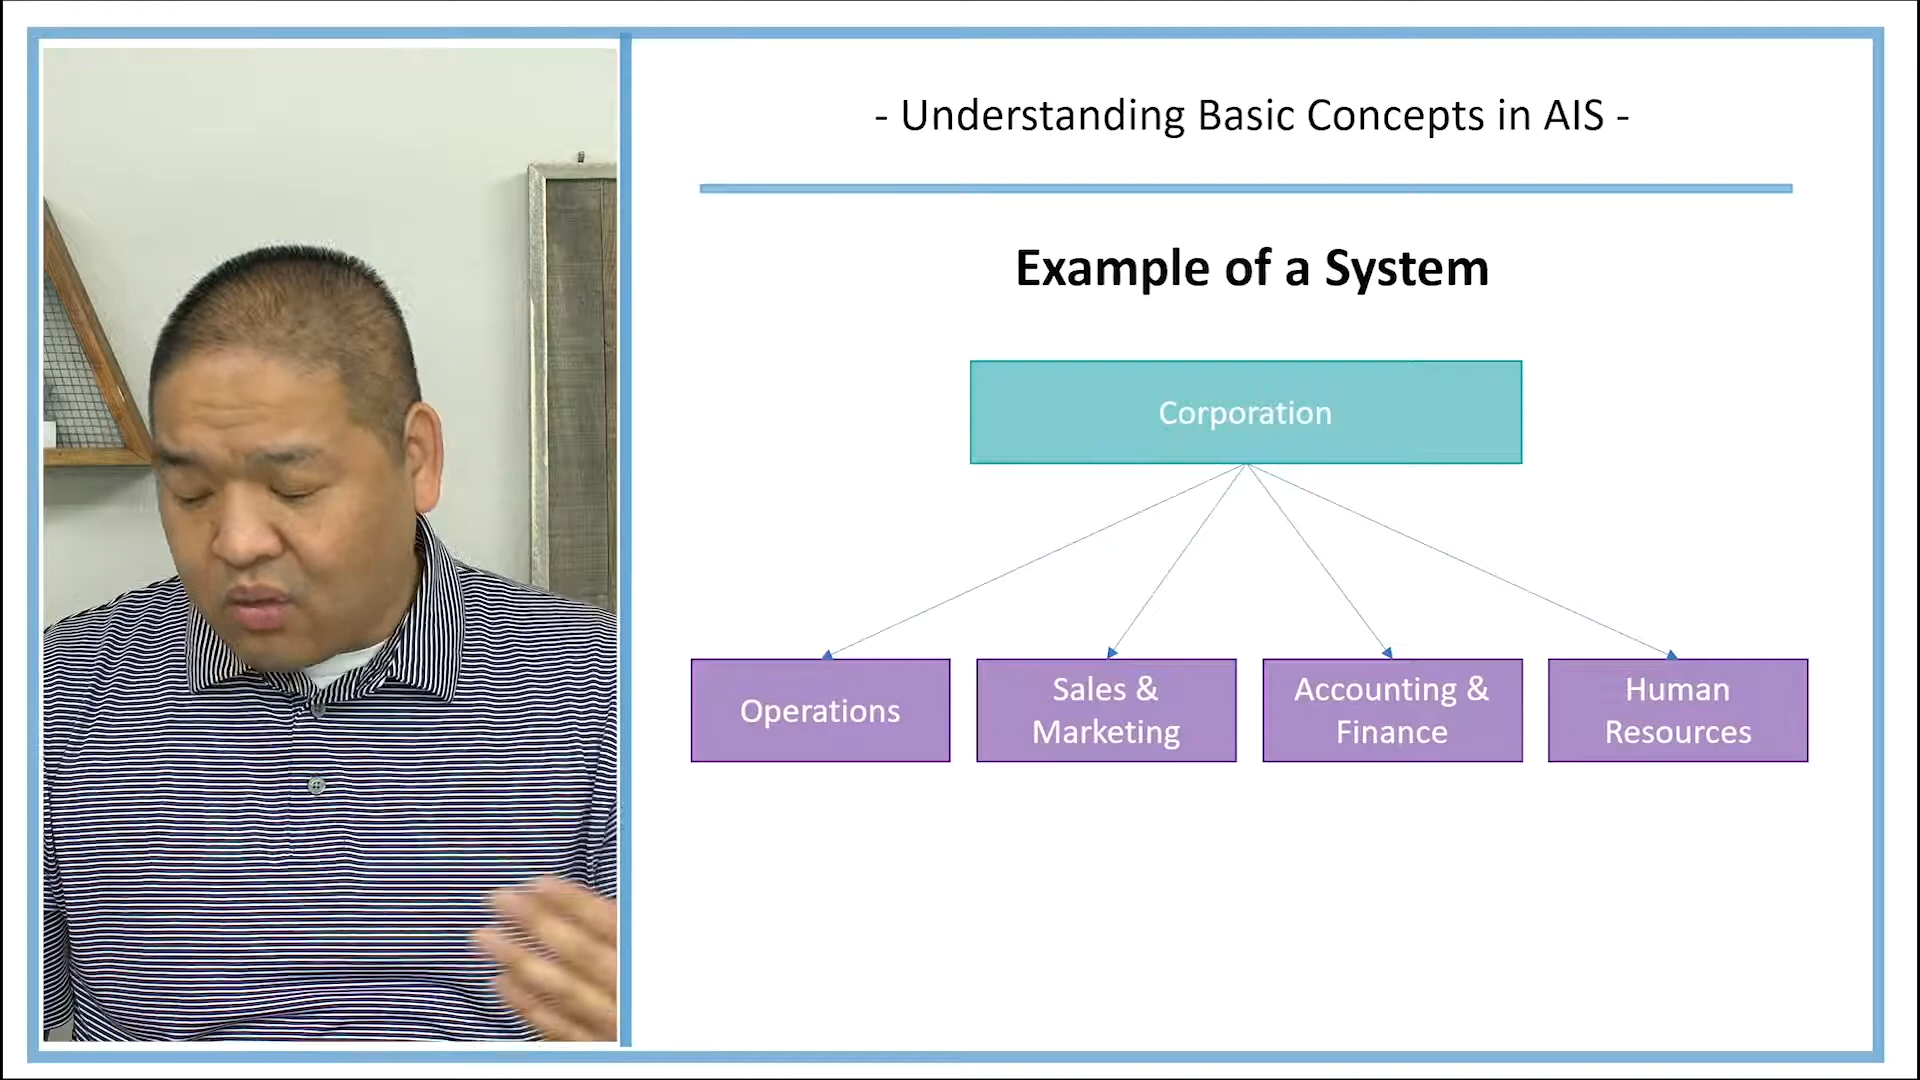 - Understanding Basic Concepts in AIS -
Example of a System
Corporation
Operations
Sales &
Marketing
Accounting &
Finance
Human
Resources